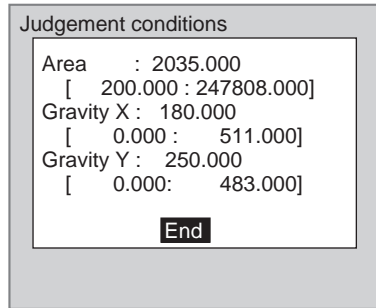 Judgement conditions
Area : 2035.000
[ 200.000 : 247808.000]
Gravity X : 180.000
[ 0.000 : 511.000]
Gravity Y : 250.000
[ 0.000: 483.000]
End